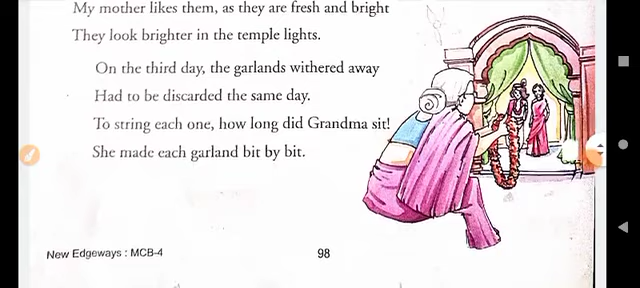 My mother likes them, as they are fresh and bright
They look brighter in the temple lights.
On the third day, the garlands withered away
Had to be discarded the same day.
To string each one, how long did Grandma sit!
She made each garland bit by bit.
New Edgeways : MCB-4
98